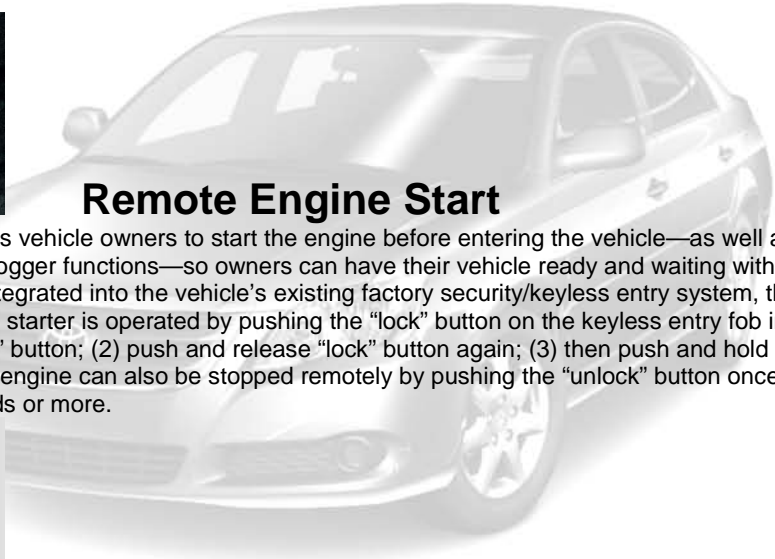 Remote Engine Start
s vehicle owners to start the engine before entering the vehicle—as well a
ogger functions—so owners can have their vehicle ready and waiting with
tegrated into the vehicle’s existing factory security/keyless entry system, th
starter is operated by pushing the “lock” button on the keyless entry fob i
” button; (2) push and release “lock” button again; (3) then push and hold
engine can also be stopped remotely by pushing the “unlock” button once
ds or more.